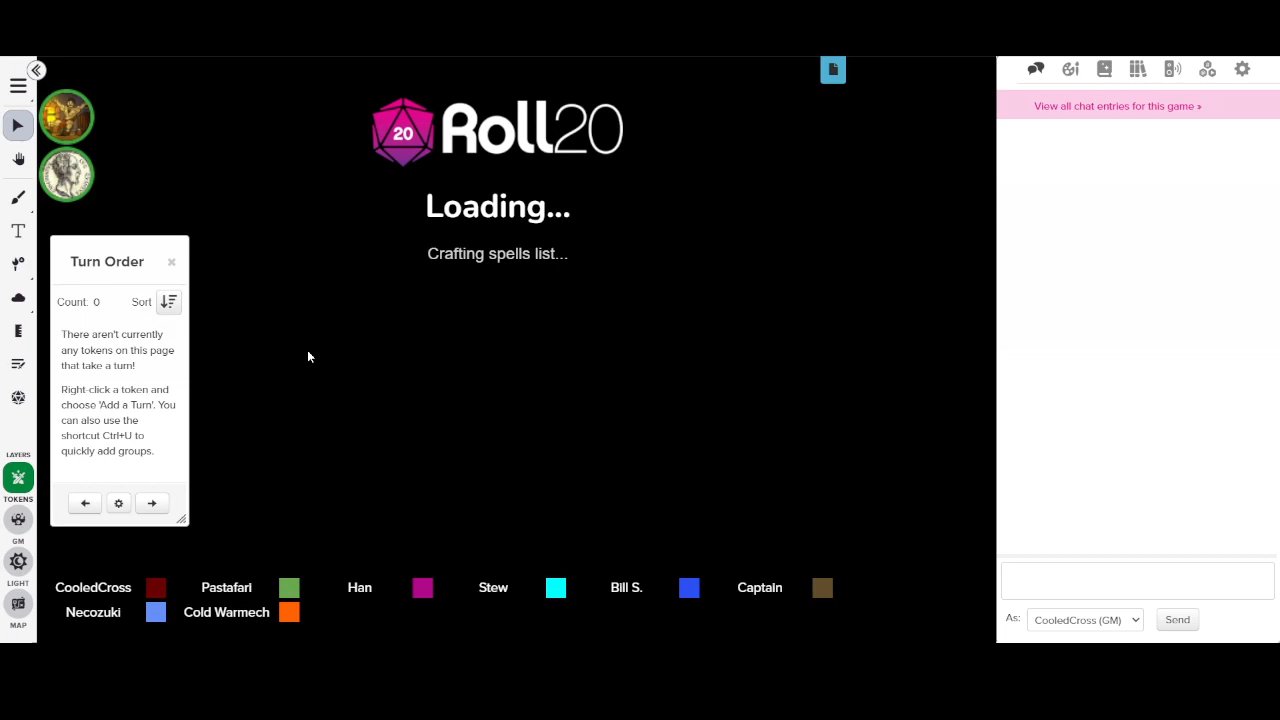 View all chat entries for this game »
20
Roll20
Loading...
Crafting spells list...
Turn Order
×
Count: 0
Sort
There aren't currently
any tokens on this page
that take a turn!
Right-click a token and
choose 'Add a Turn'. You
can also use the
shortcut Ctrl+U to
quickly add groups.
LAYERS
TOKENS
GM
LIGHT
MAP
CooledCross
Pastafari
Han
Stew
Bill S.
Captain
Necozuki
Cold Warmech
As:
CooledCross (GM)
Send